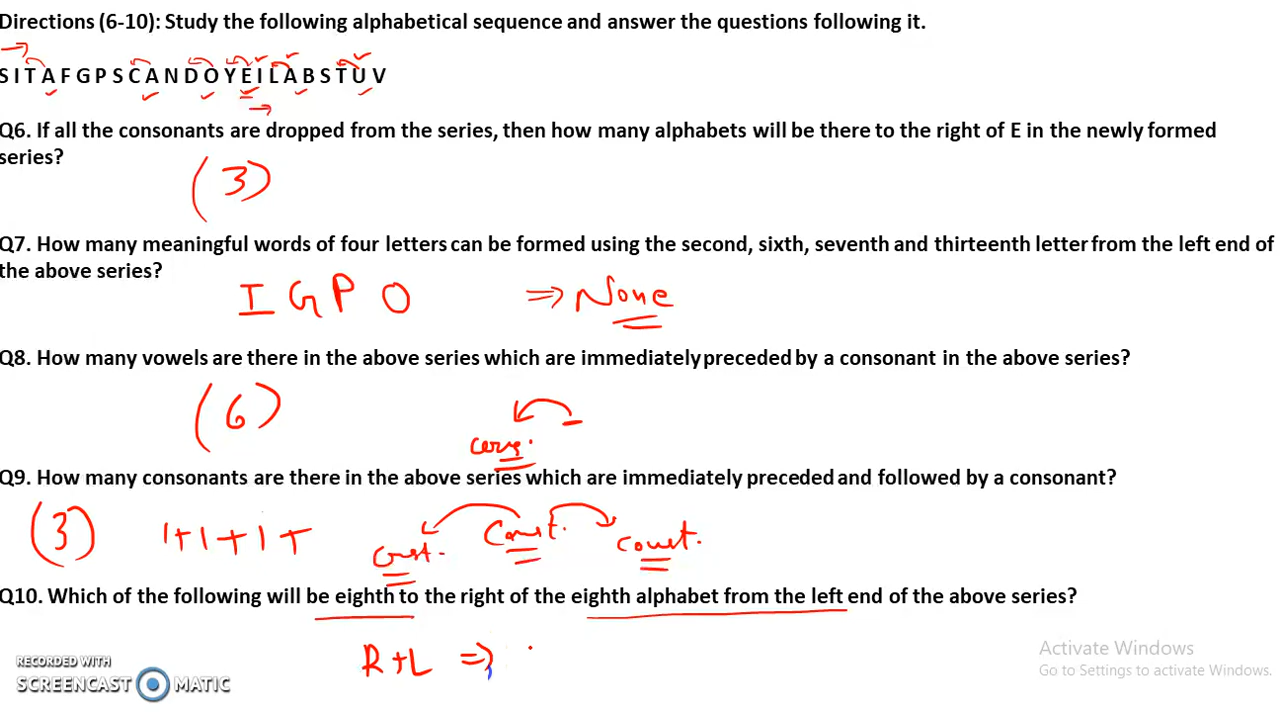 Directions (6-10): Study the following alphabetical sequence and answer the questions following it.
S I T A F G P S C A N D O Y E I L A B S T U V
Q6. If all the consonants are dropped from the series, then how many alphabets will be there to the right of E in the newly formed
series?
(3)
Q7. How many meaningful words of four letters can be formed using the second, sixth, seventh and thirteenth letter from the left end of
the above series?
I G P O ⇒ None
Q8. How many vowels are there in the above series which are immediately preceded by a consonant in the above series?
(6)
Q9. How many consonants are there in the above series which are immediately preceded and followed by a consonant?
(3) 1+1+1+ Const. Const.
Q10. Which of the following will be eighth to the right of the eighth alphabet from the left end of the above series?
R+L ⇒
RECORDED WITH
SCREENCAST MATIC
Activate Windows
Go to Settings to activate Windows.